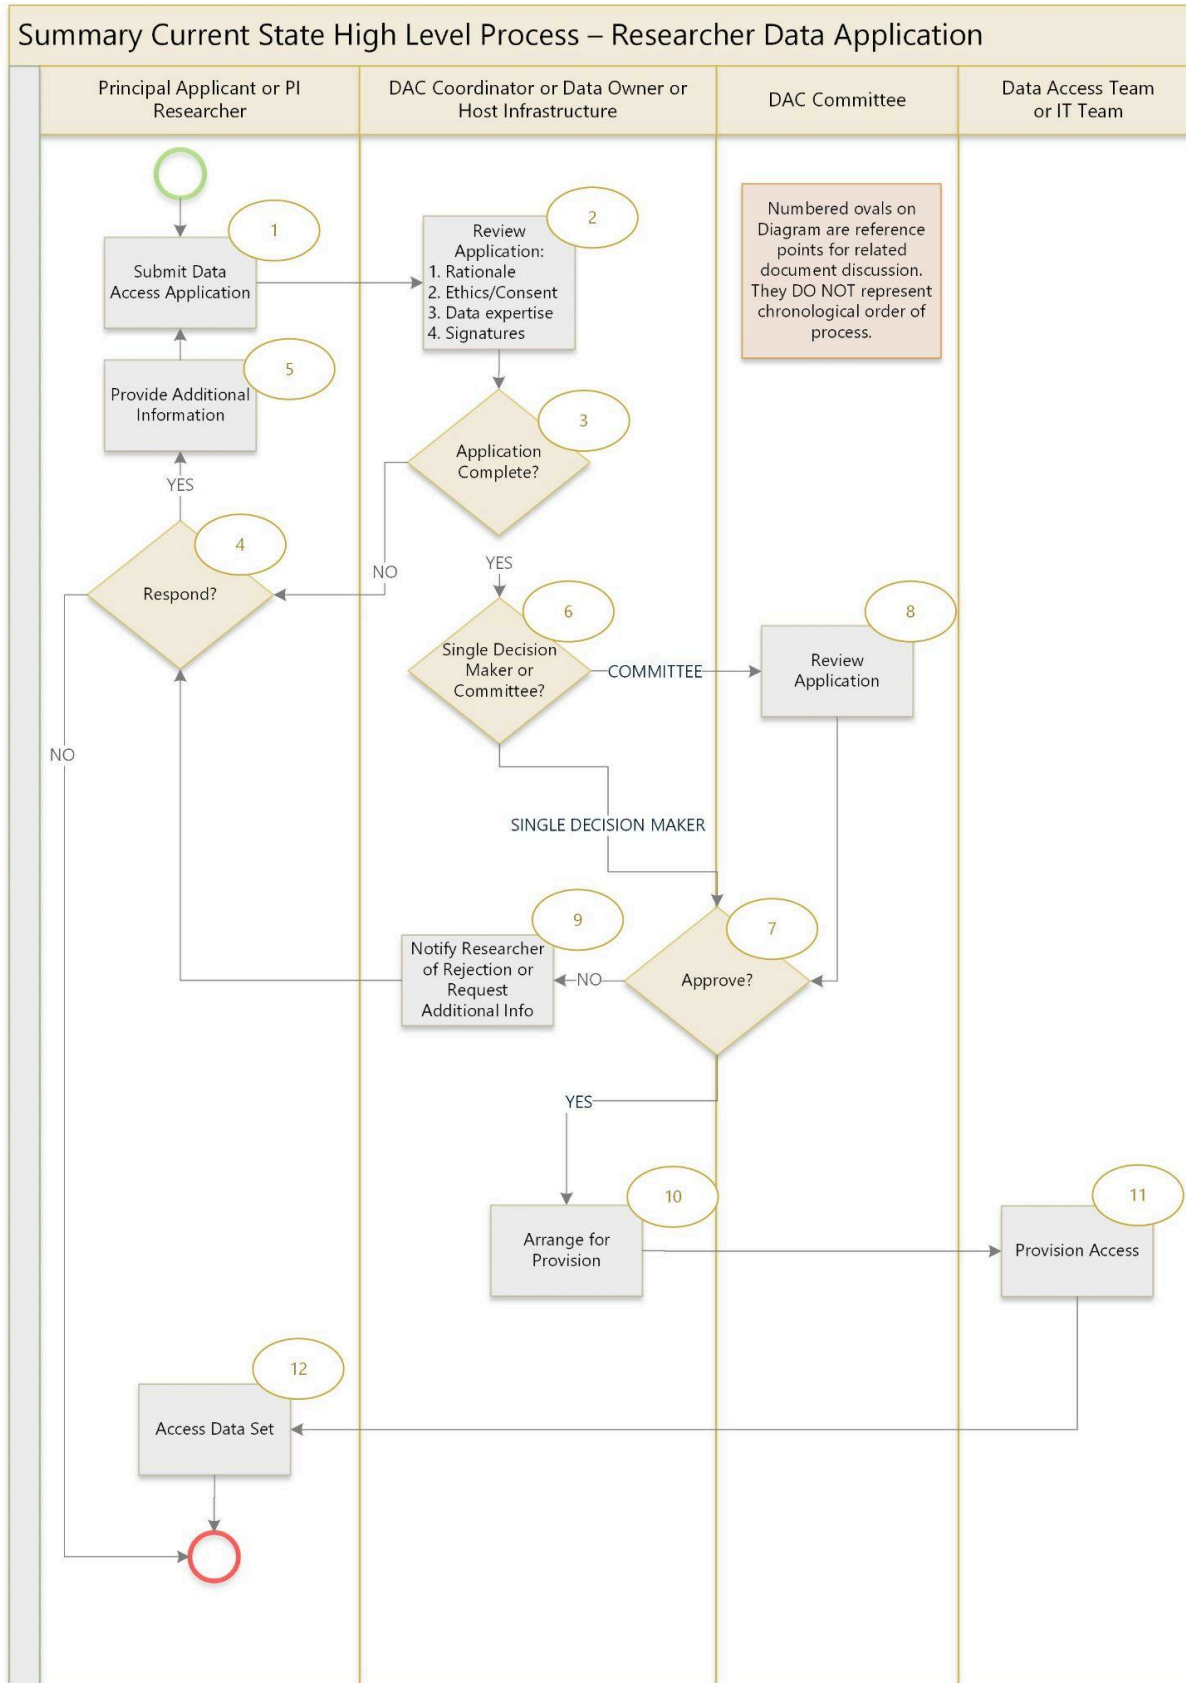 Summary Current State High Level Process – Researcher Data Application
Principal Applicant or PI
Researcher
DAC Coordinator or Data Owner or
Host Infrastructure
DAC Committee
Data Access Team
or IT Team
1
Submit Data
Access Application
2
Review
Application:
1. Rationale
2. Ethics/Consent
3. Data expertise
4. Signatures
Numbered ovals on
Diagram are reference
points for related
document discussion.
They DO NOT represent
chronological order of
process.
5
Provide Additional
Information
3
Application
Complete?
YES
4
Respond?
NO
YES
6
Single Decision
Maker or
Committee?
COMMITTEE
8
Review
Application
NO
SINGLE DECISION MAKER
9
Notify Researcher
of Rejection or
Request
Additional Info
NO
7
Approve?
YES
10
Arrange for
Provision
11
Provision Access
12
Access Data Set